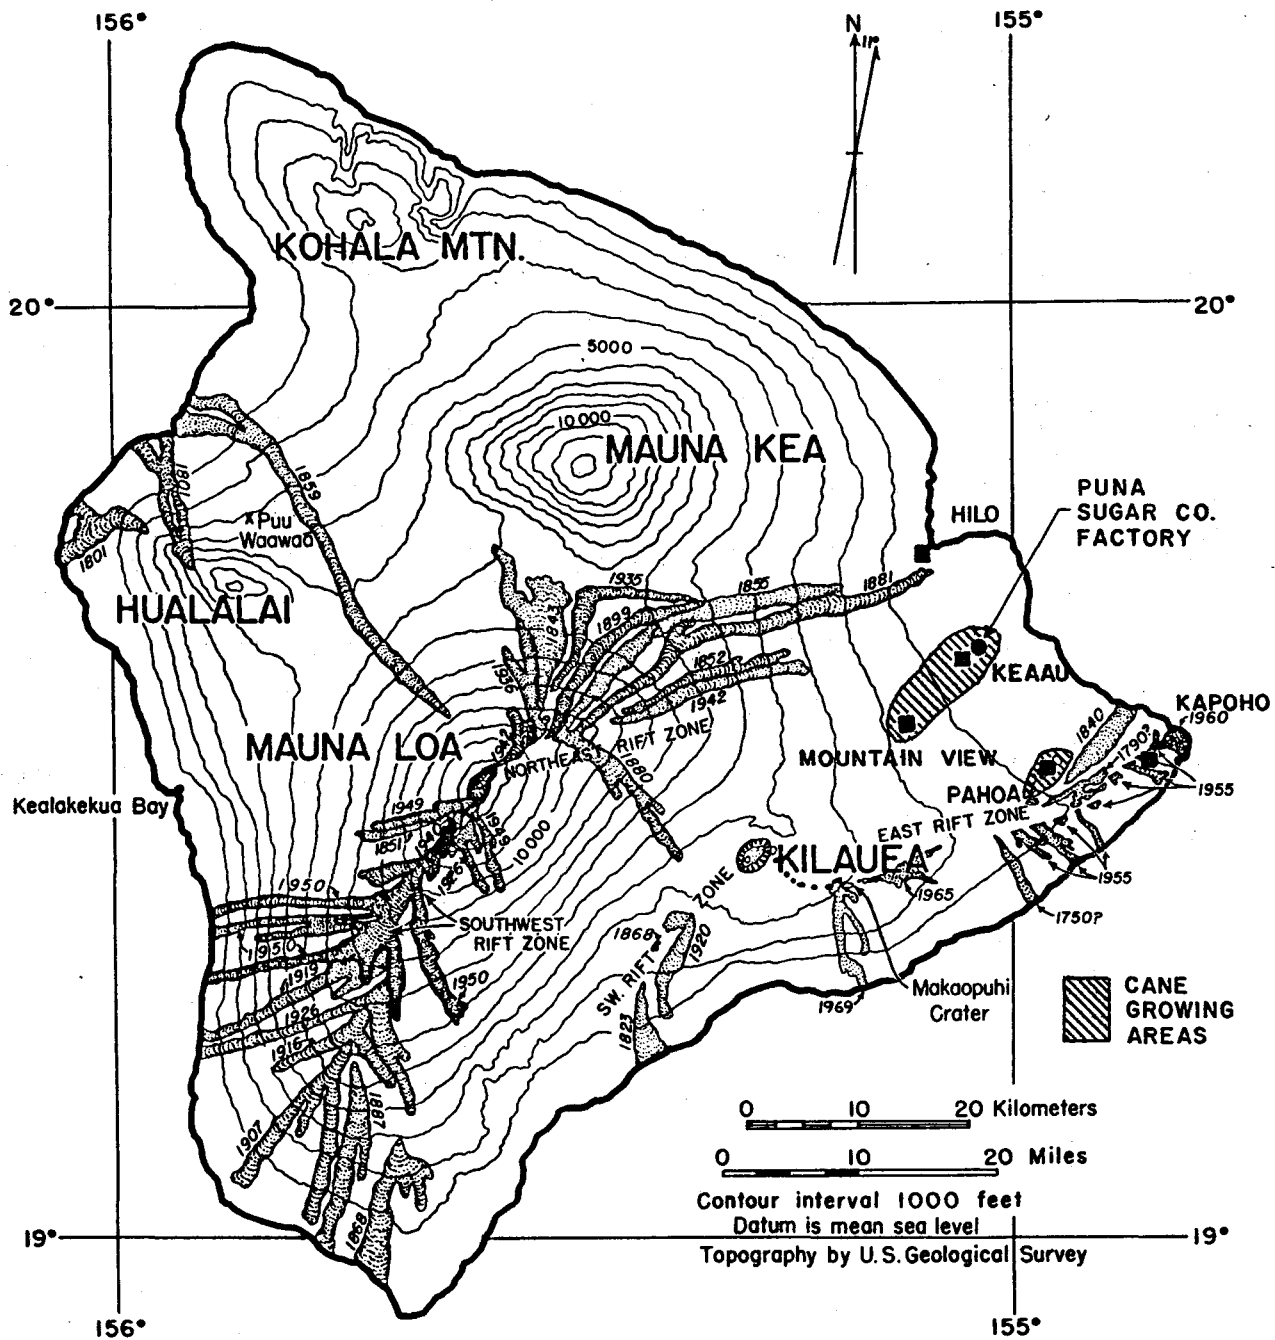 156°
155°
N
KOHALA MTN.
20°
20°
5000
10 000
MAUNA KEA
PUNA
SUGAR CO.
FACTORY
HILO
1859
1801
Puu
Waawaa
1801
HUALALAI
1935
1855
1881
1843
1899
1852
1942
1936
KEAAU
KAPOHO
1960
1840
1790?
MAUNA LOA
1942
NORTHEAST RIFT ZONE
1880
MOUNTAIN VIEW
Kealakekua Bay
PAHOA
1955
1949
1851
1949
10000
EAST RIFT ZONE
KILAUEA
1926
1965
1955
1750?
1950
SOUTHWEST
RIFT ZONE
SW. RIFT ZONE
1868
1920
1950
1919
1950
1926
1916
1823
1969
Makaopuhi
Crater
CANE
GROWING
AREAS
1907
1887
1868
0 10 20 Kilometers
0 10 20 Miles
Contour interval 1000 feet
Datum is mean sea level
Topography by U.S. Geological Survey
19°
19°
156°
155°